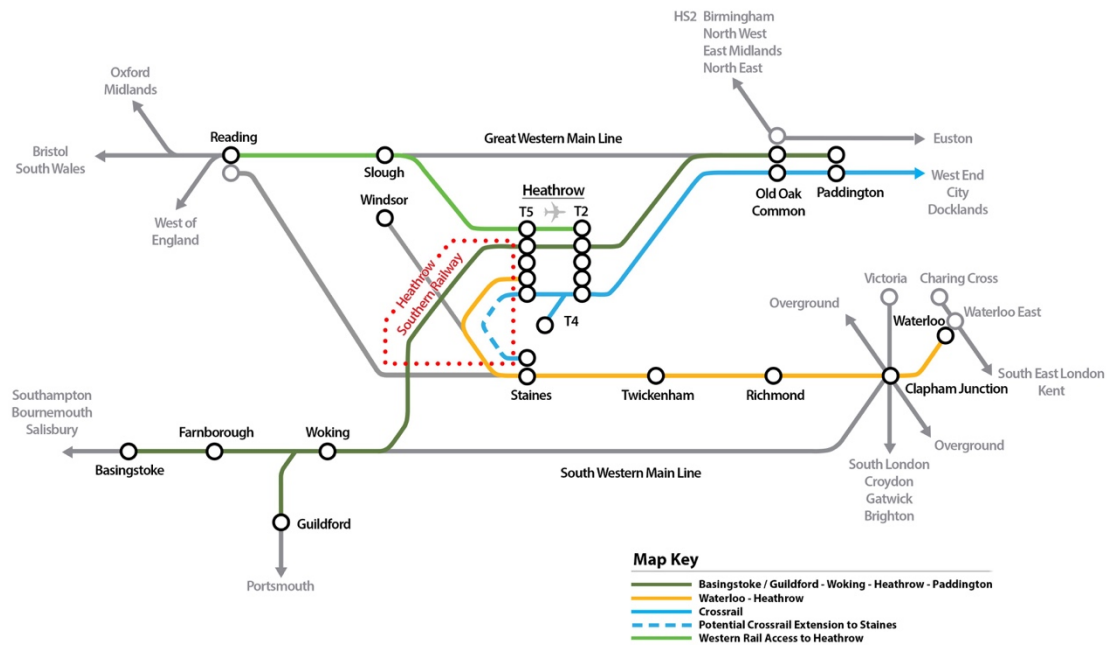 HS2 Birmingham
North West
East Midlands
North East
Oxford
Midlands
Reading
Great Western Main Line
Euston
Bristol
South Wales
Slough
Heathrow
Old Oak
Common
Paddington
West End
City
Docklands
Windsor
T5
T2
West of
England
Heathrow
Southern Railway
T4
Victoria
Charing Cross
Overground
Waterloo
Waterloo East
Staines
Twickenham
Richmond
Clapham Junction
South East London
Kent
Southampton
Bournemouth
Salisbury
Farnborough
Woking
Basingstoke
South Western Main Line
Overground
South London
Croydon
Gatwick
Brighton
Guildford
Portsmouth
Map Key
Basingstoke / Guildford - Woking - Heathrow - Paddington
Waterloo - Heathrow
Crossrail
Potential Crossrail Extension to Staines
Western Rail Access to Heathrow